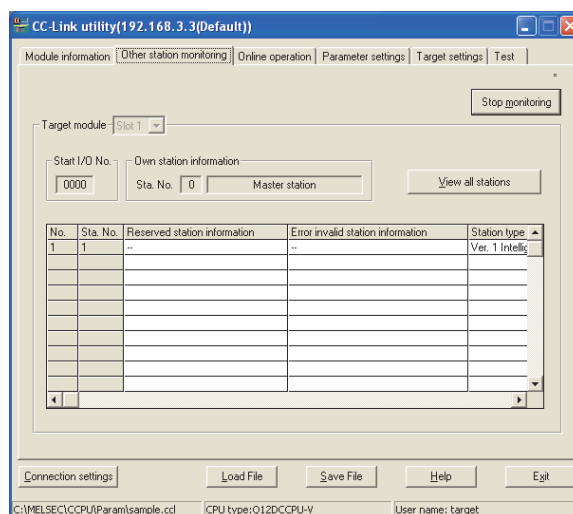 CC-Link utility(192.168.3.3(Default))
Module information Other station monitoring Online operation Parameter settings Target settings Test
Stop monitoring
Target module Slot 1
Start I/O No. Own station information
0000 Sta. No. 0 Master station View all stations
No. Sta. No. Reserved station information Error invalid station information Station type
1 1 -- -- Ver. 1 Intellig
Connection settings Load File Save File Help Exit
C:\MELSEC\CCPU\Param\sample.ccl CPU type:Q12DCCPU-V User name: target